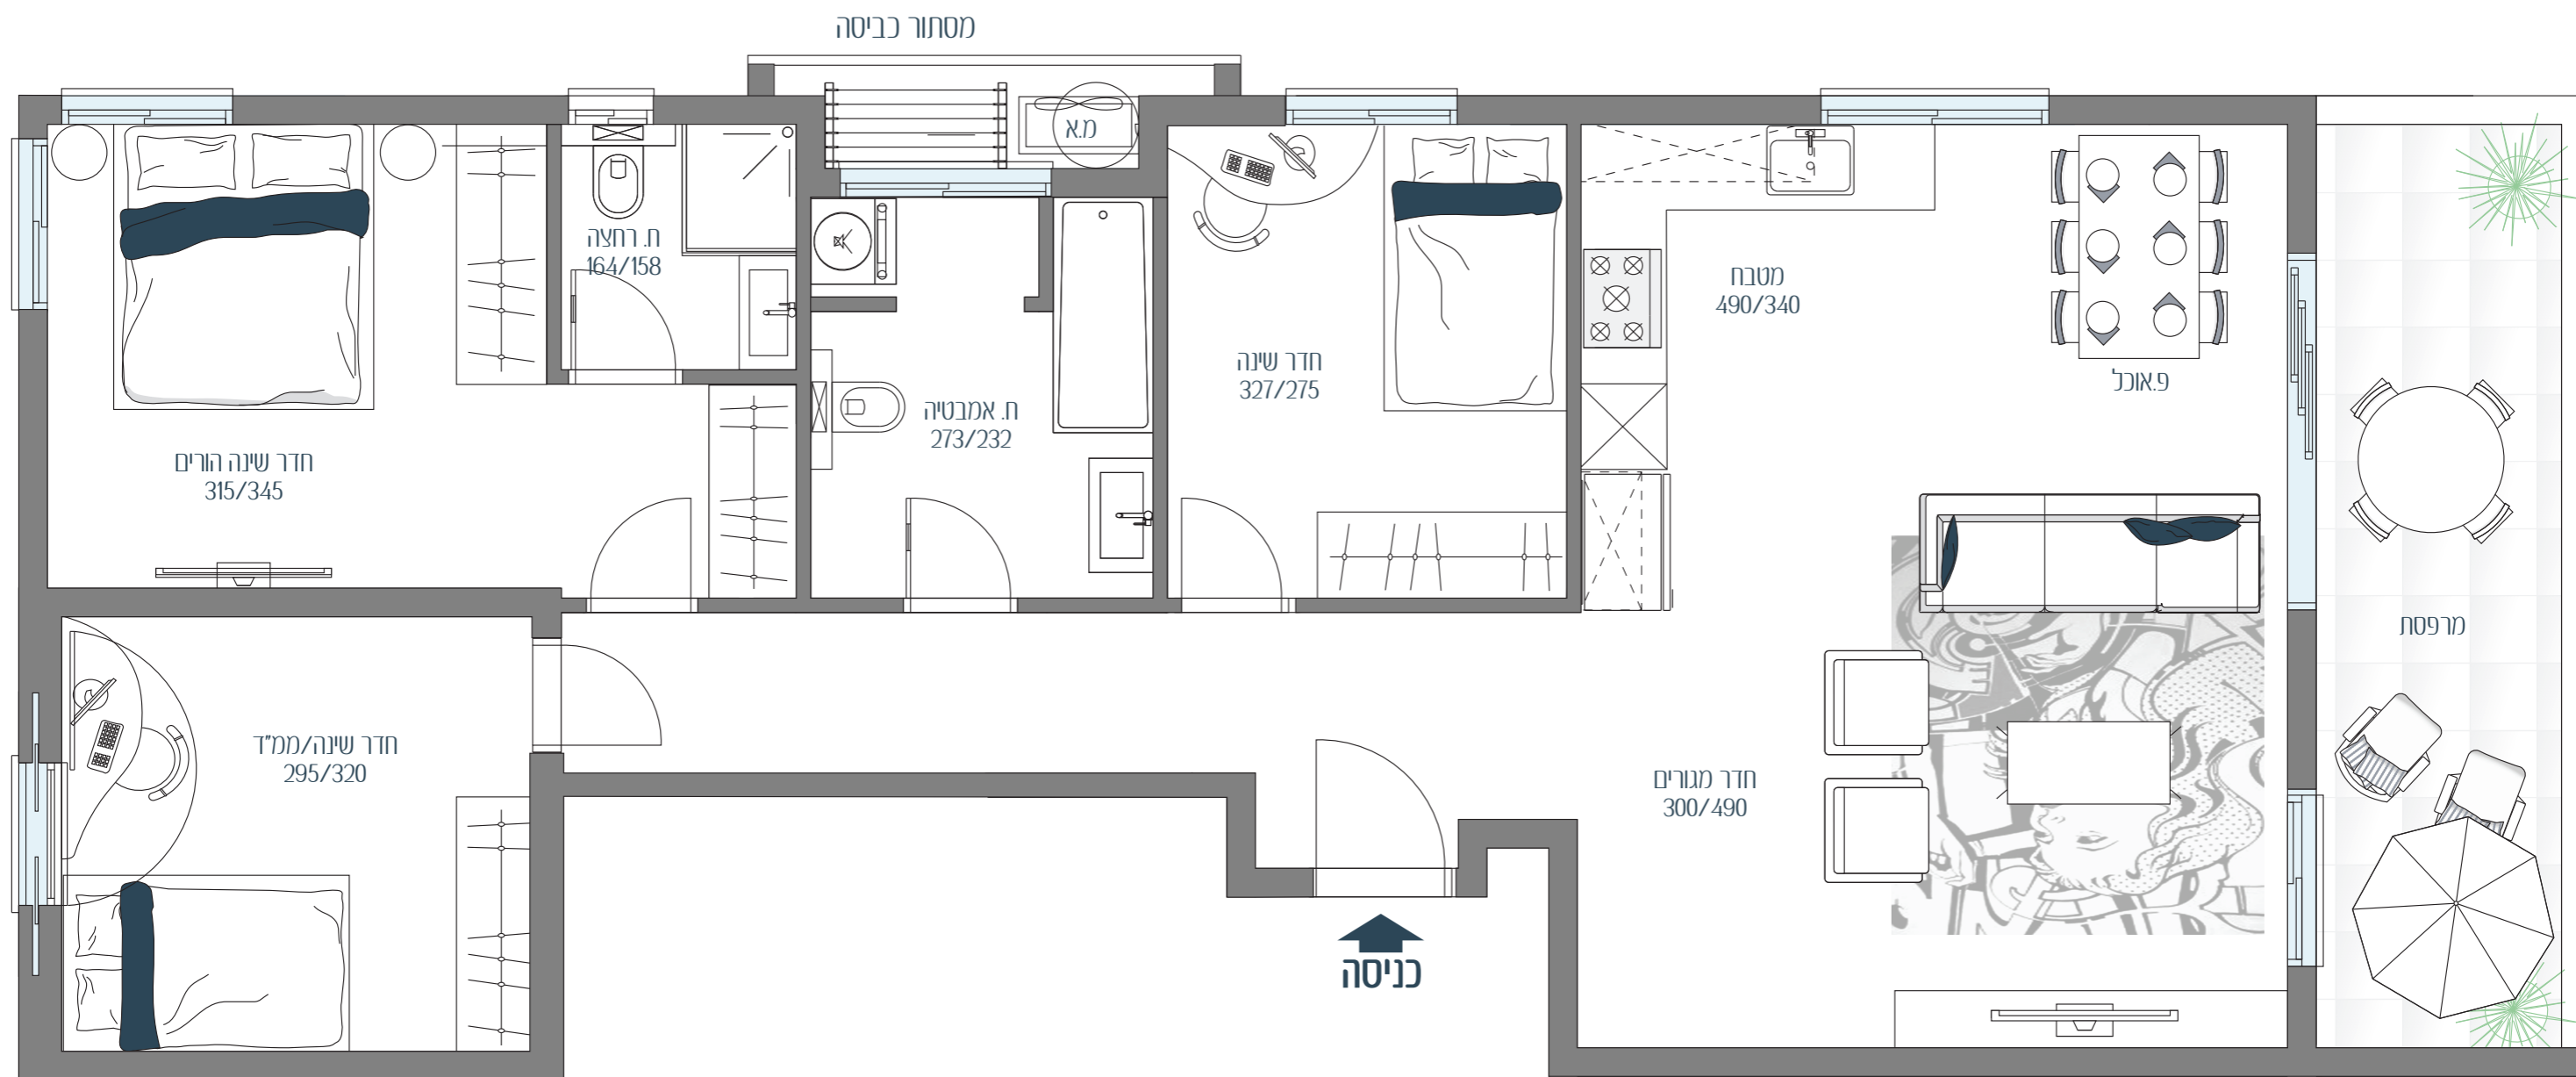 מסתור כביסה
מ.א
ח. רחצה
164/158
מטבח
490/340
חדר שינה
327/275
פ.אוכל
ח. אמבטיה
273/232
חדר שינה הורים
315/345
מרפסת
חדר שינה/ממ"ד
295/320
חדר מגורים
300/490
כניסה